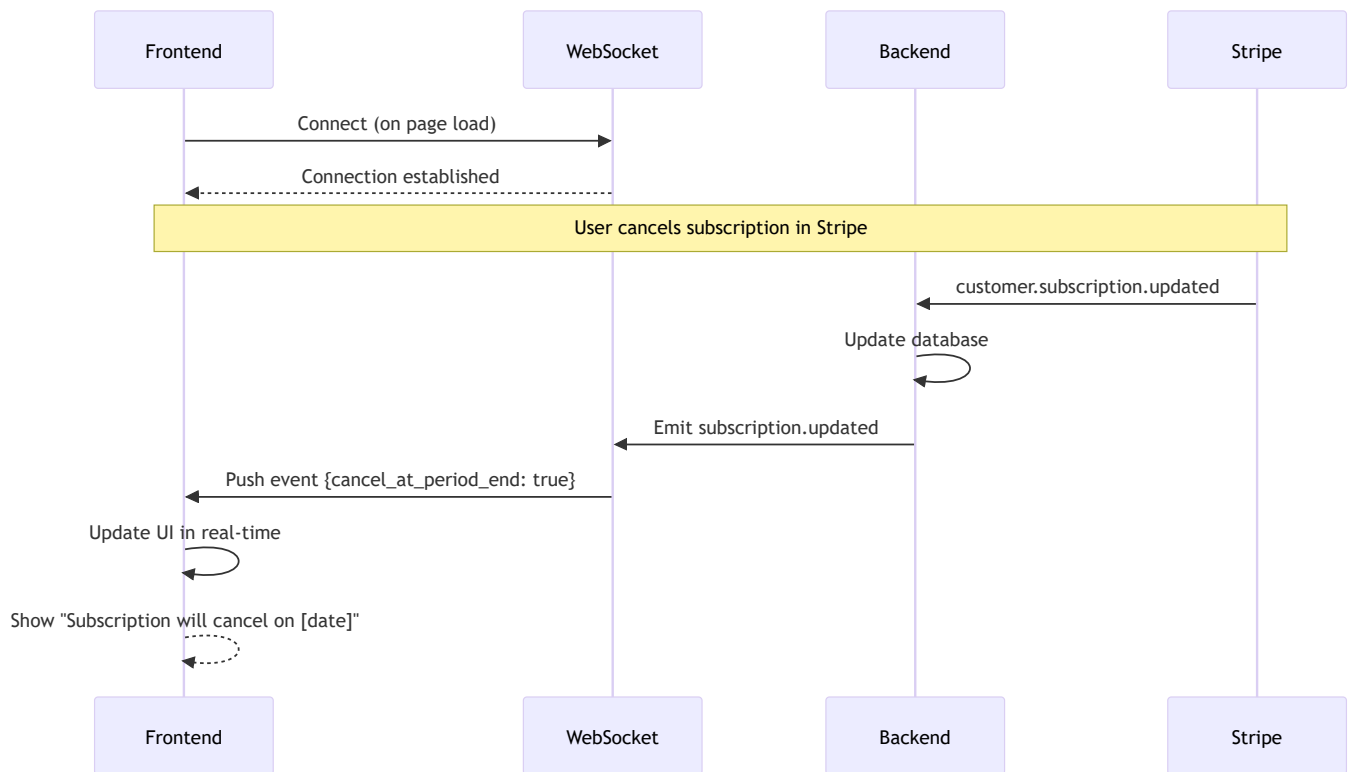 Frontend
WebSocket
Backend
Stripe
Connect (on page load)
Connection established
User cancels subscription in Stripe
customer.subscription.updated
Update database
Emit subscription.updated
Push event {cancel_at_period_end: true}
Update UI in real-time
Show "Subscription will cancel on [date]"
Frontend
WebSocket
Backend
Stripe